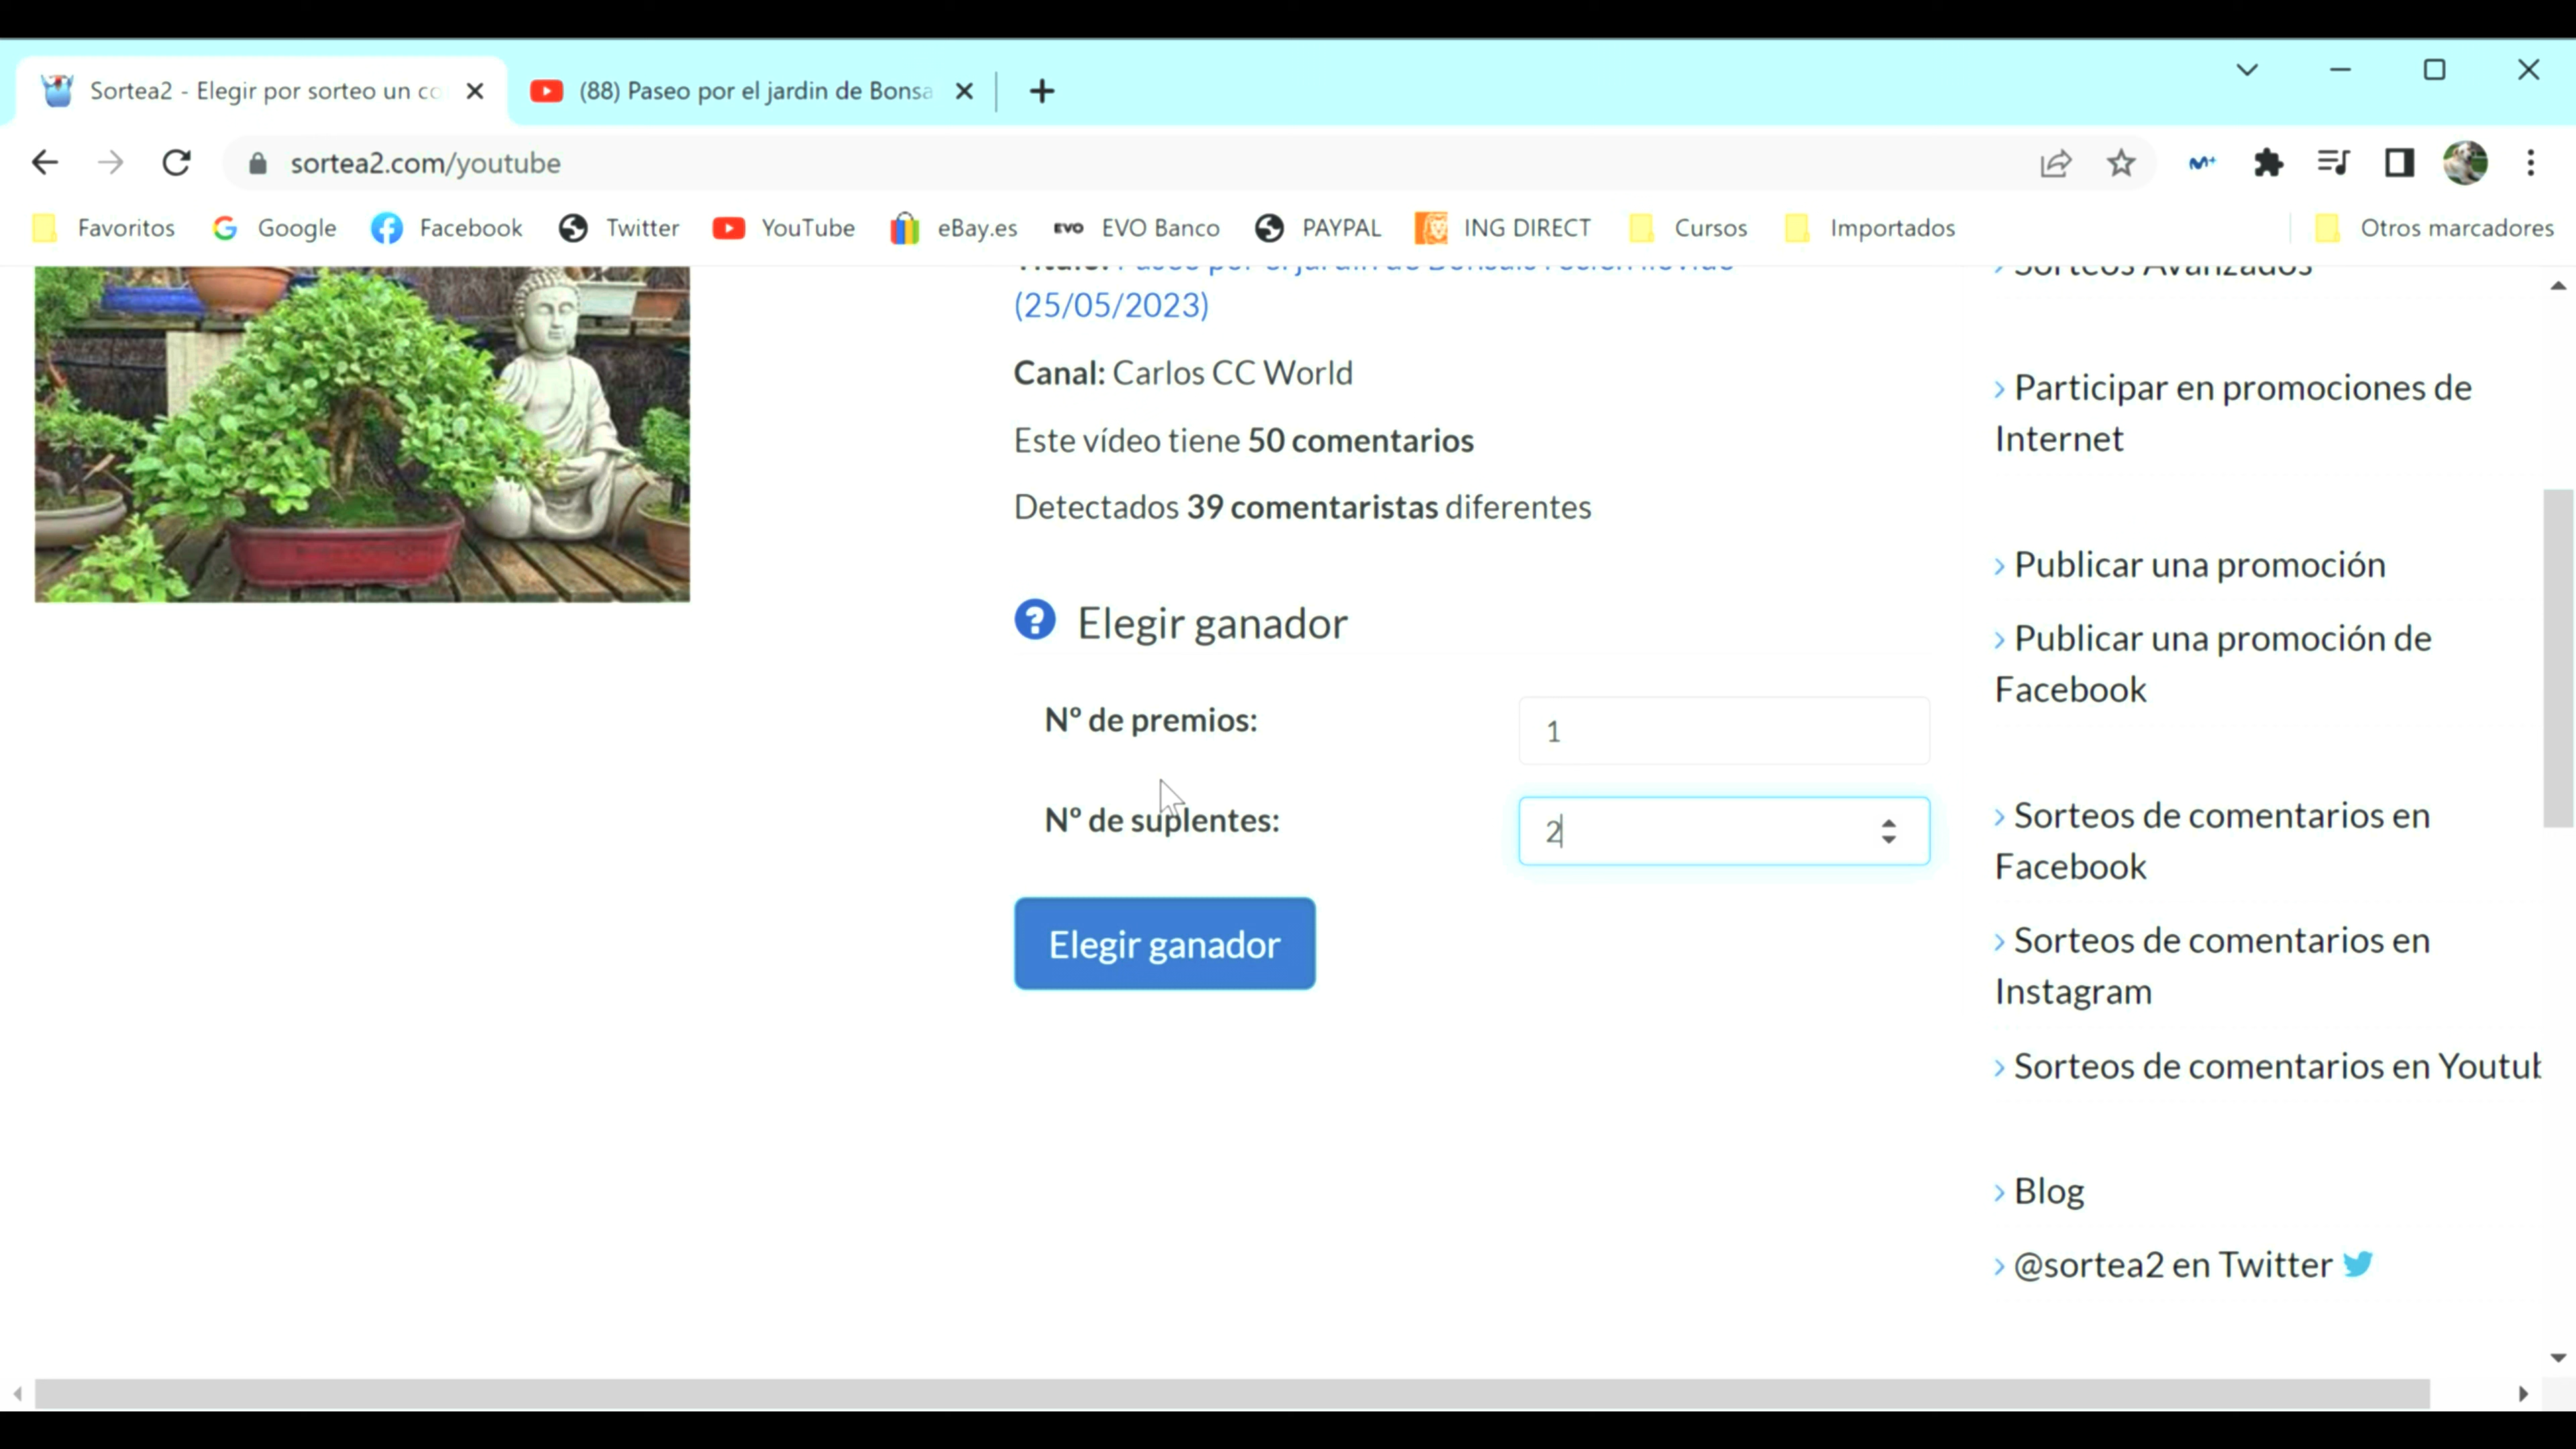 Sortea2 - Elegir por sorteo un co
(88) Paseo por el jardin de Bonsa
sortea2.com/youtube
Favoritos
Google
Facebook
Twitter
YouTube
eBay.es
EVO EVO Banco
PAYPAL
ING DIRECT
Cursos
Importados
Otros marcadores
(25/05/2023)
Canal: Carlos CC World
Este vídeo tiene 50 comentarios
Detectados 39 comentaristas diferentes
? Elegir ganador
Nº de premios:
1
Nº de suplentes:
2
Elegir ganador
Sorteos Avanzados
> Participar en promociones de
Internet
> Publicar una promoción
> Publicar una promoción de
Facebook
> Sorteos de comentarios en
Facebook
> Sorteos de comentarios en
Instagram
> Sorteos de comentarios en Youtub
> Blog
> @sortea2 en Twitter